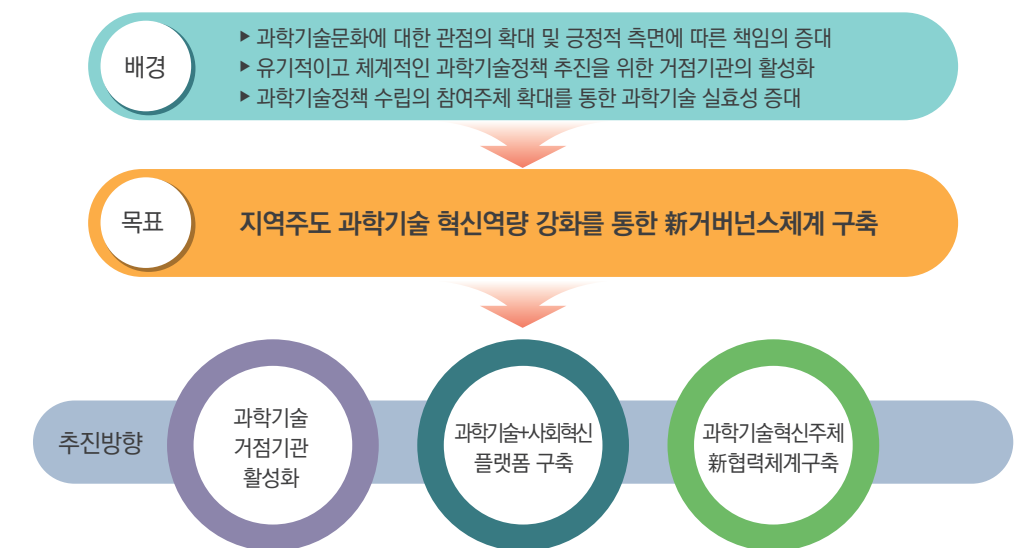 배경
▶ 과학기술문화에 대한 관점의 확대 및 긍정적 측면에 따른 책임의 증대
▶ 유기적이고 체계적인 과학기술정책 추진을 위한 거점기관의 활성화
▶ 과학기술정책 수립의 참여주체 확대를 통한 과학기술 실효성 증대
목표
지역주도 과학기술 혁신역량 강화를 통한 新거버넌스체계 구축
추진방향
과학기술
거점기관
활성화
과학기술+사회혁신
플랫폼 구축
과학기술혁신주체
新협력체계구축